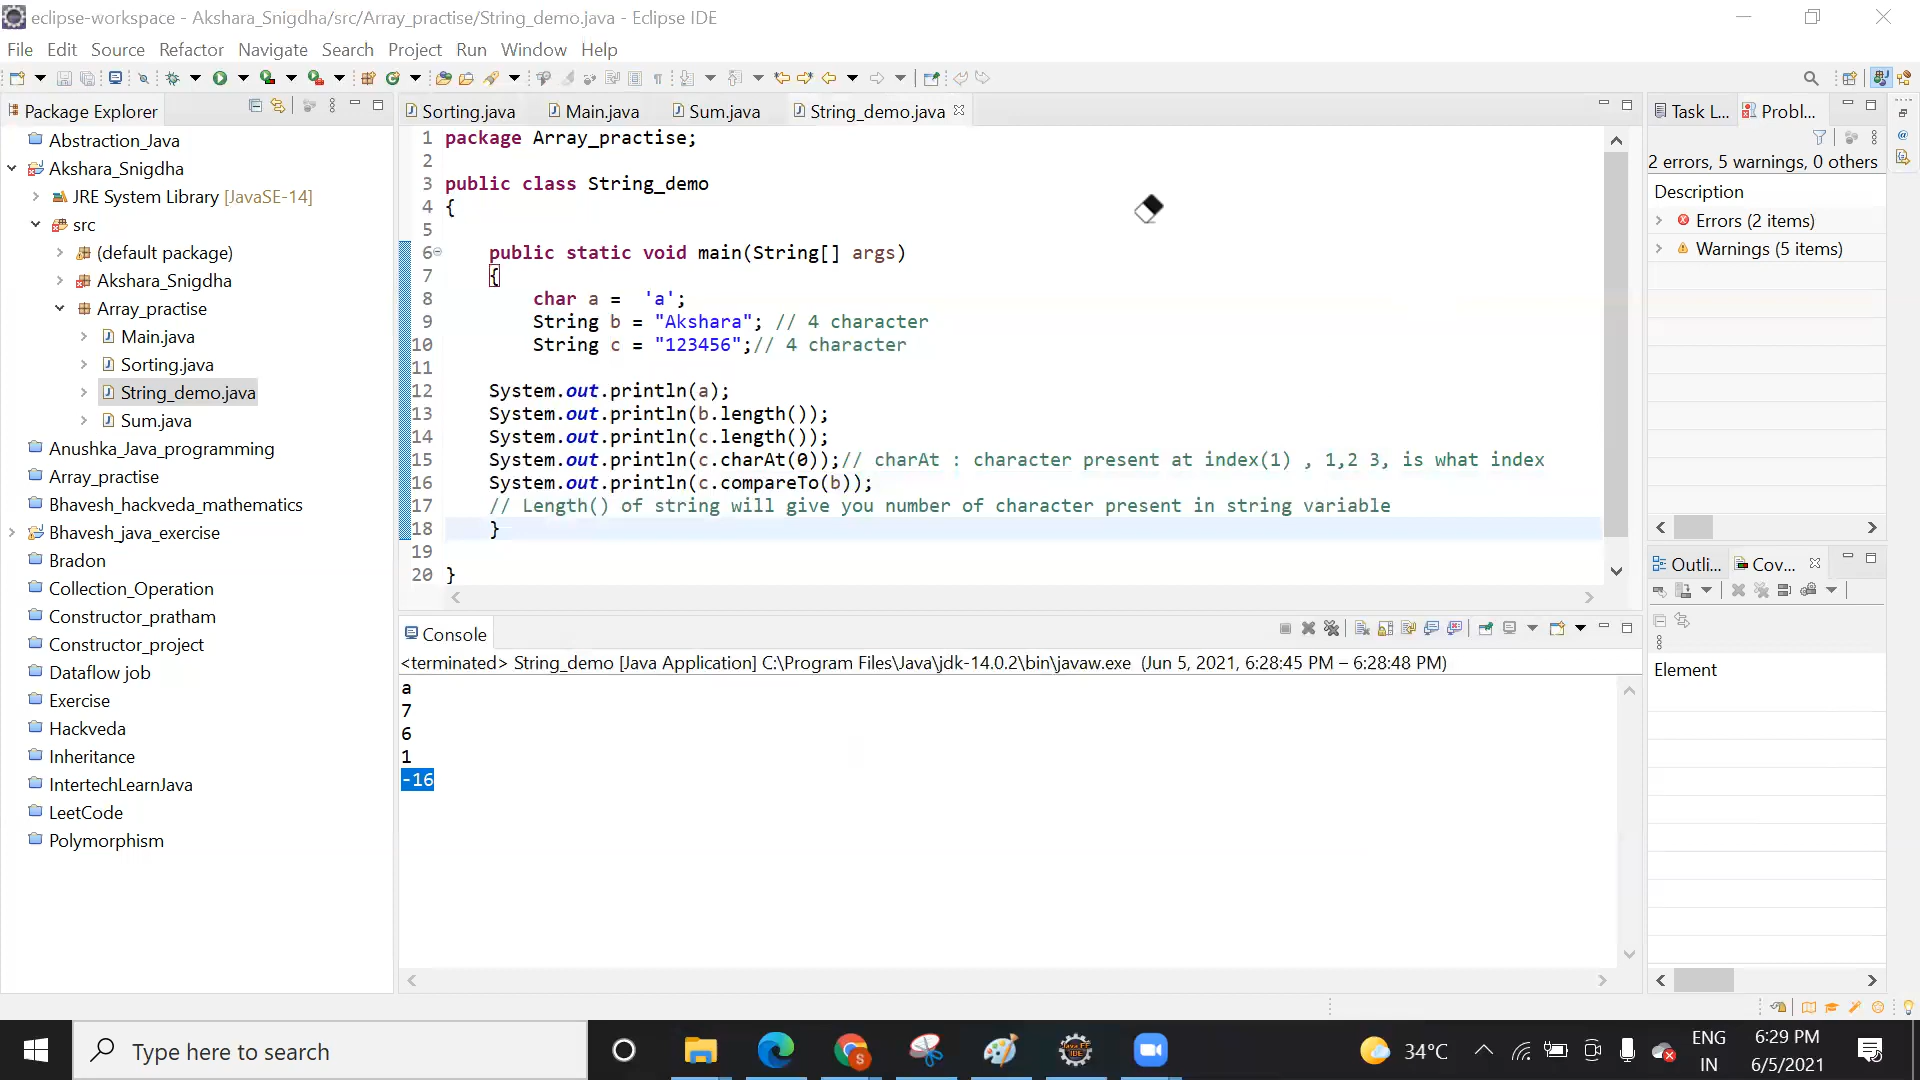 eclipse-workspace - Akshara_Snigdha/src/Array_practise/String_demo.java - Eclipse IDE
File Edit Source Refactor Navigate Search Project Run Window Help
Package Explorer
Abstraction_Java
Akshara_Snigdha
JRE System Library [JavaSE-14]
src
(default package)
Akshara_Snigdha
Array_practise
Main.java
Sorting.java
String_demo.java
Sum.java
Anushka_Java_programming
Array_practise
Bhavesh_hackveda_mathematics
Bhavesh_java_exercise
Bradon
Collection_Operation
Constructor_pratham
Constructor_project
Dataflow job
Exercise
Hackveda
Inheritance
IntertechLearnJava
LeetCode
Polymorphism
Sorting.java Main.java Sum.java String_demo.java
1 package Array_practise;
2
3 public class String_demo
4 {
5
6 public static void main(String[] args)
7 {
8 char a = 'a';
9 String b = "Akshara"; // 4 character
10 String c = "123456";// 4 character
11
12 System.out.println(a);
13 System.out.println(b.length());
14 System.out.println(c.length());
15 System.out.println(c.charAt(0));// charAt : character present at index(1) , 1,2 3, is what index
16 System.out.println(c.compareTo(b));
17 // Length() of string will give you number of character present in string variable
18 }
19
20 }
Console
<terminated> String_demo [Java Application] C:\Program Files\Java\jdk-14.0.2\bin\javaw.exe (Jun 5, 2021, 6:28:45 PM – 6:28:48 PM)
a
7
6
1
-16
Task L... Probl...
2 errors, 5 warnings, 0 others
Description
Errors (2 items)
Warnings (5 items)
Outli... Cov...
Element
Type here to search
34°C
ENG
IN
6:29 PM
6/5/2021